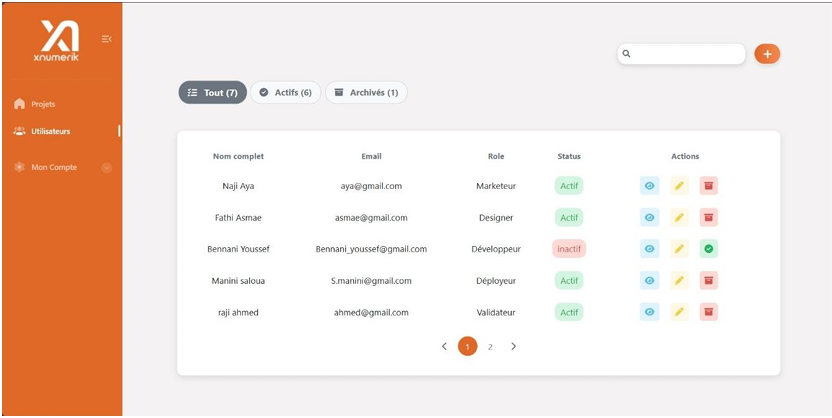 xnumerik
Projets
Utilisateurs
Mon Compte
Tout (7) Actifs (6) Archivés (1)
Nom complet Email Role Status Actions
Naji Aya aya@gmail.com Marketeur Actif
Fathi Asmae asmae@gmail.com Designer Actif
Bennani Youssef Bennani_youssef@gmail.com Développeur inactif
Manini saloua S.manini@gmail.com Déployeur Actif
raji ahmed ahmed@gmail.com Validateur Actif
1 2